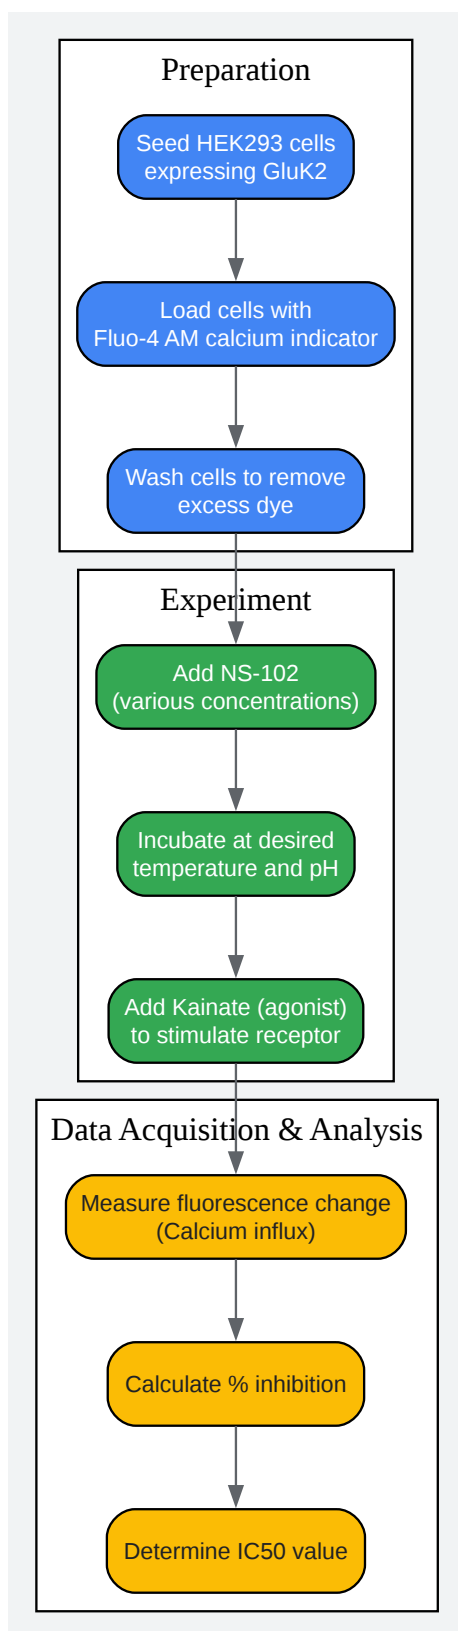 Preparation
Seed HEK293 cells
expressing GluK2
Load cells with
Fluo-4 AM calcium indicator
Wash cells to remove
excess dye
Experiment
Add NS-102
(various concentrations)
Incubate at desired
temperature and pH
Add Kainate (agonist)
to stimulate receptor
Data Acquisition & Analysis
Measure fluorescence change
(Calcium influx)
Calculate % inhibition
Determine IC50 value